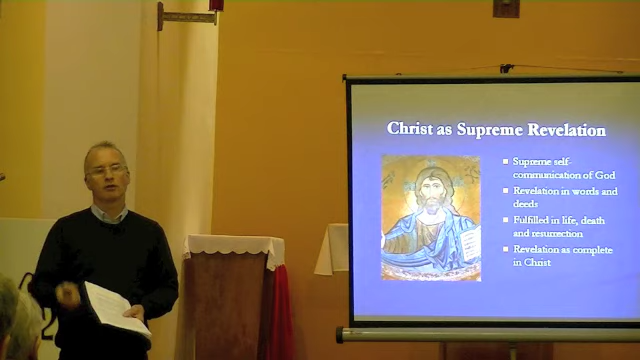 Christ as Supreme Revelation
Supreme self-
communication of God
Revelation in words and
deeds
Fulfilled in life, death
and resurrection
Revelation as complete
in Christ
2